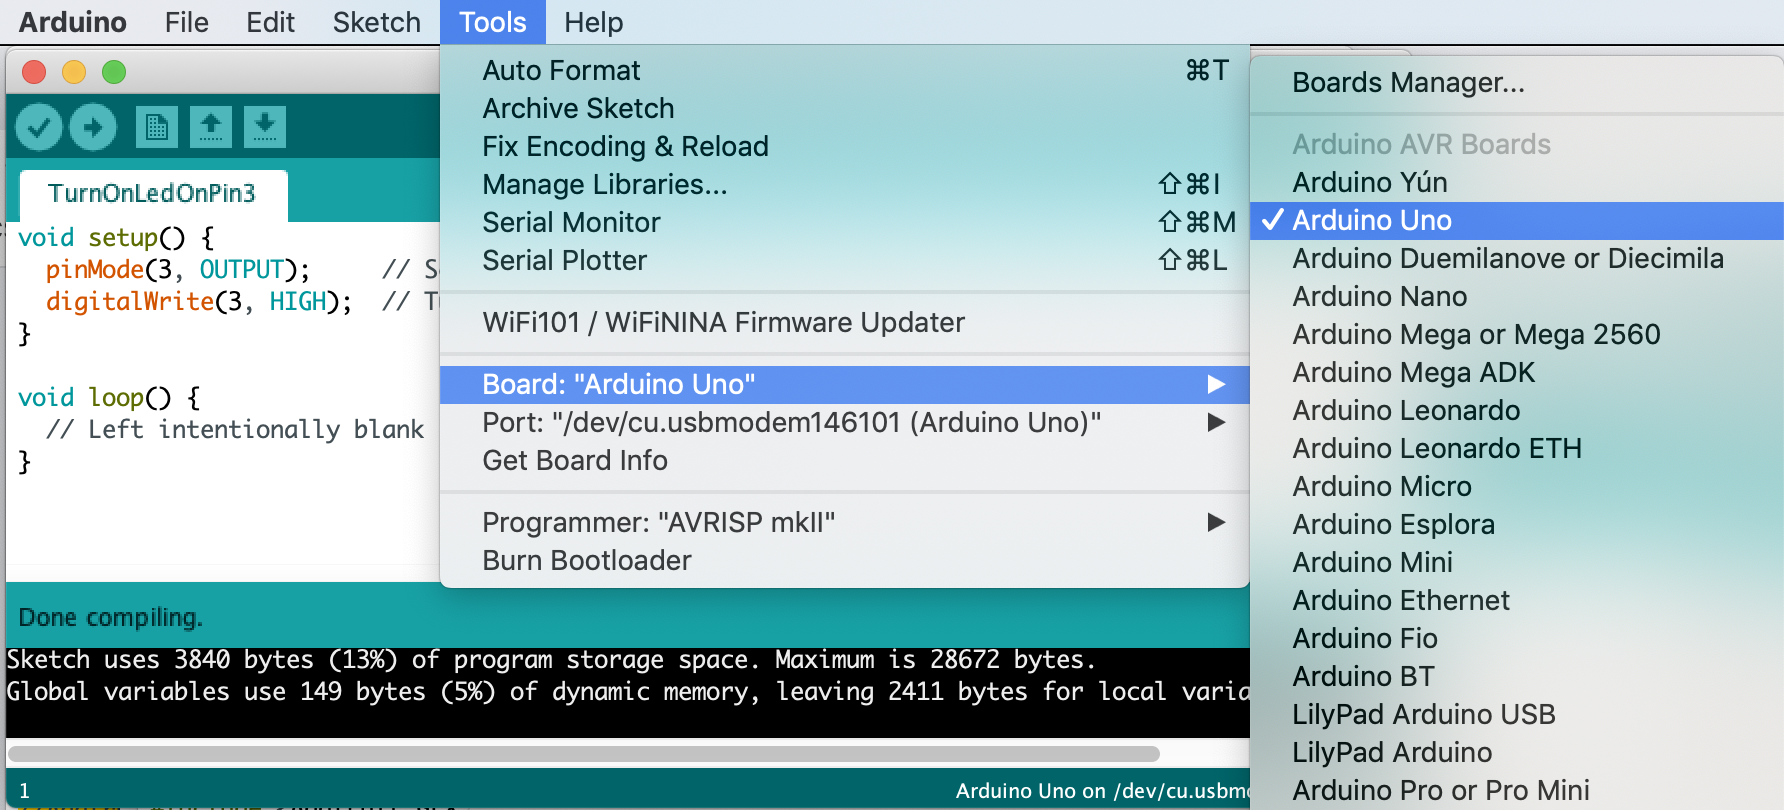 Arduino File Edit Sketch Tools Help
Auto Format ⌘T
Archive Sketch
Fix Encoding & Reload
Manage Libraries... ⇧⌘I
Serial Monitor ⇧⌘M
Serial Plotter ⇧⌘L
WiFi101 / WiFiNINA Firmware Updater
Board: "Arduino Uno"
Port: "/dev/cu.usbmodem146101 (Arduino Uno)"
Get Board Info
Programmer: "AVRISP mkII"
Burn Bootloader
Boards Manager...
Arduino AVR Boards
Arduino Yún
✓ Arduino Uno
Arduino Duemilanove or Diecimila
Arduino Nano
Arduino Mega or Mega 2560
Arduino Mega ADK
Arduino Leonardo
Arduino Leonardo ETH
Arduino Micro
Arduino Esplora
Arduino Mini
Arduino Ethernet
Arduino Fio
Arduino BT
LilyPad Arduino USB
LilyPad Arduino
Arduino Pro or Pro Mini
TurnOnLedOnPin3
void setup() {
pinMode(3, OUTPUT); //
digitalWrite(3, HIGH); //
}
void loop() {
// Left intentionally blank
}
Done compiling.
Sketch uses 3840 bytes (13%) of program storage space. Maximum is 28672 bytes.
Global variables use 149 bytes (5%) of dynamic memory, leaving 2411 bytes for local varia
1
Arduino Uno on /dev/cu.usbm